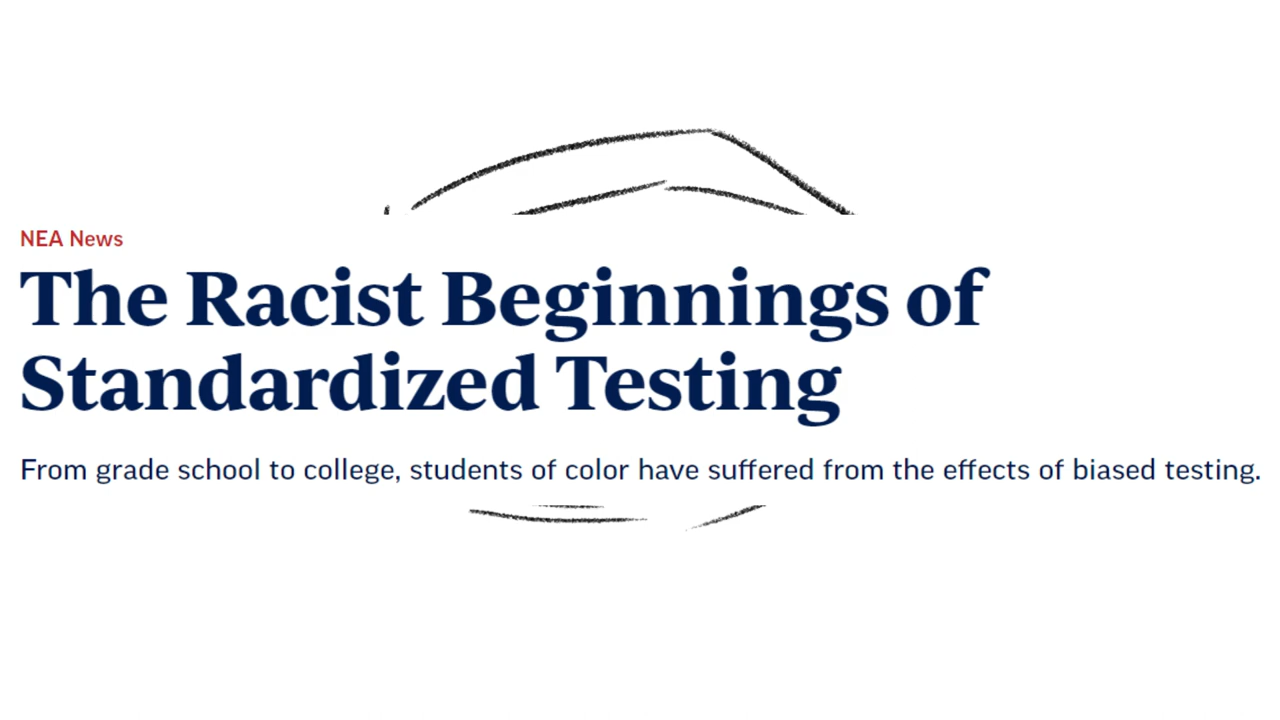 NEA News
The Racist Beginnings of
Standardized Testing
From grade school to college, students of color have suffered from the effects of biased testing.